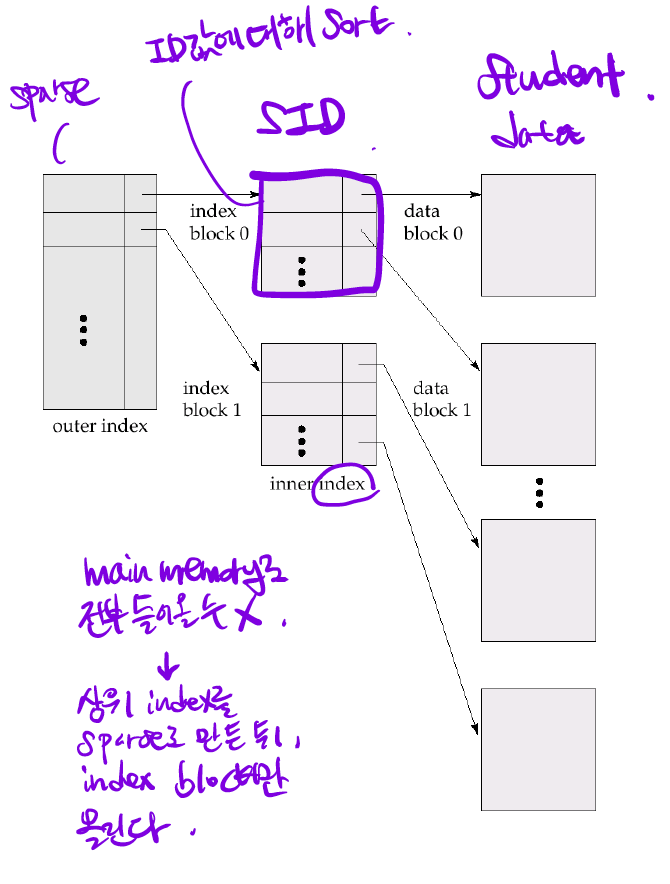 ID값에 대해 Sort.
sparse
SID
Student
data
index
block 0
data
block 0
index
block 1
data
block 1
outer index
inner index
main memory로
전부 들어올 수 X.
↓
상위 index를
sparse로 만든 뒤,
index block만
올린다.